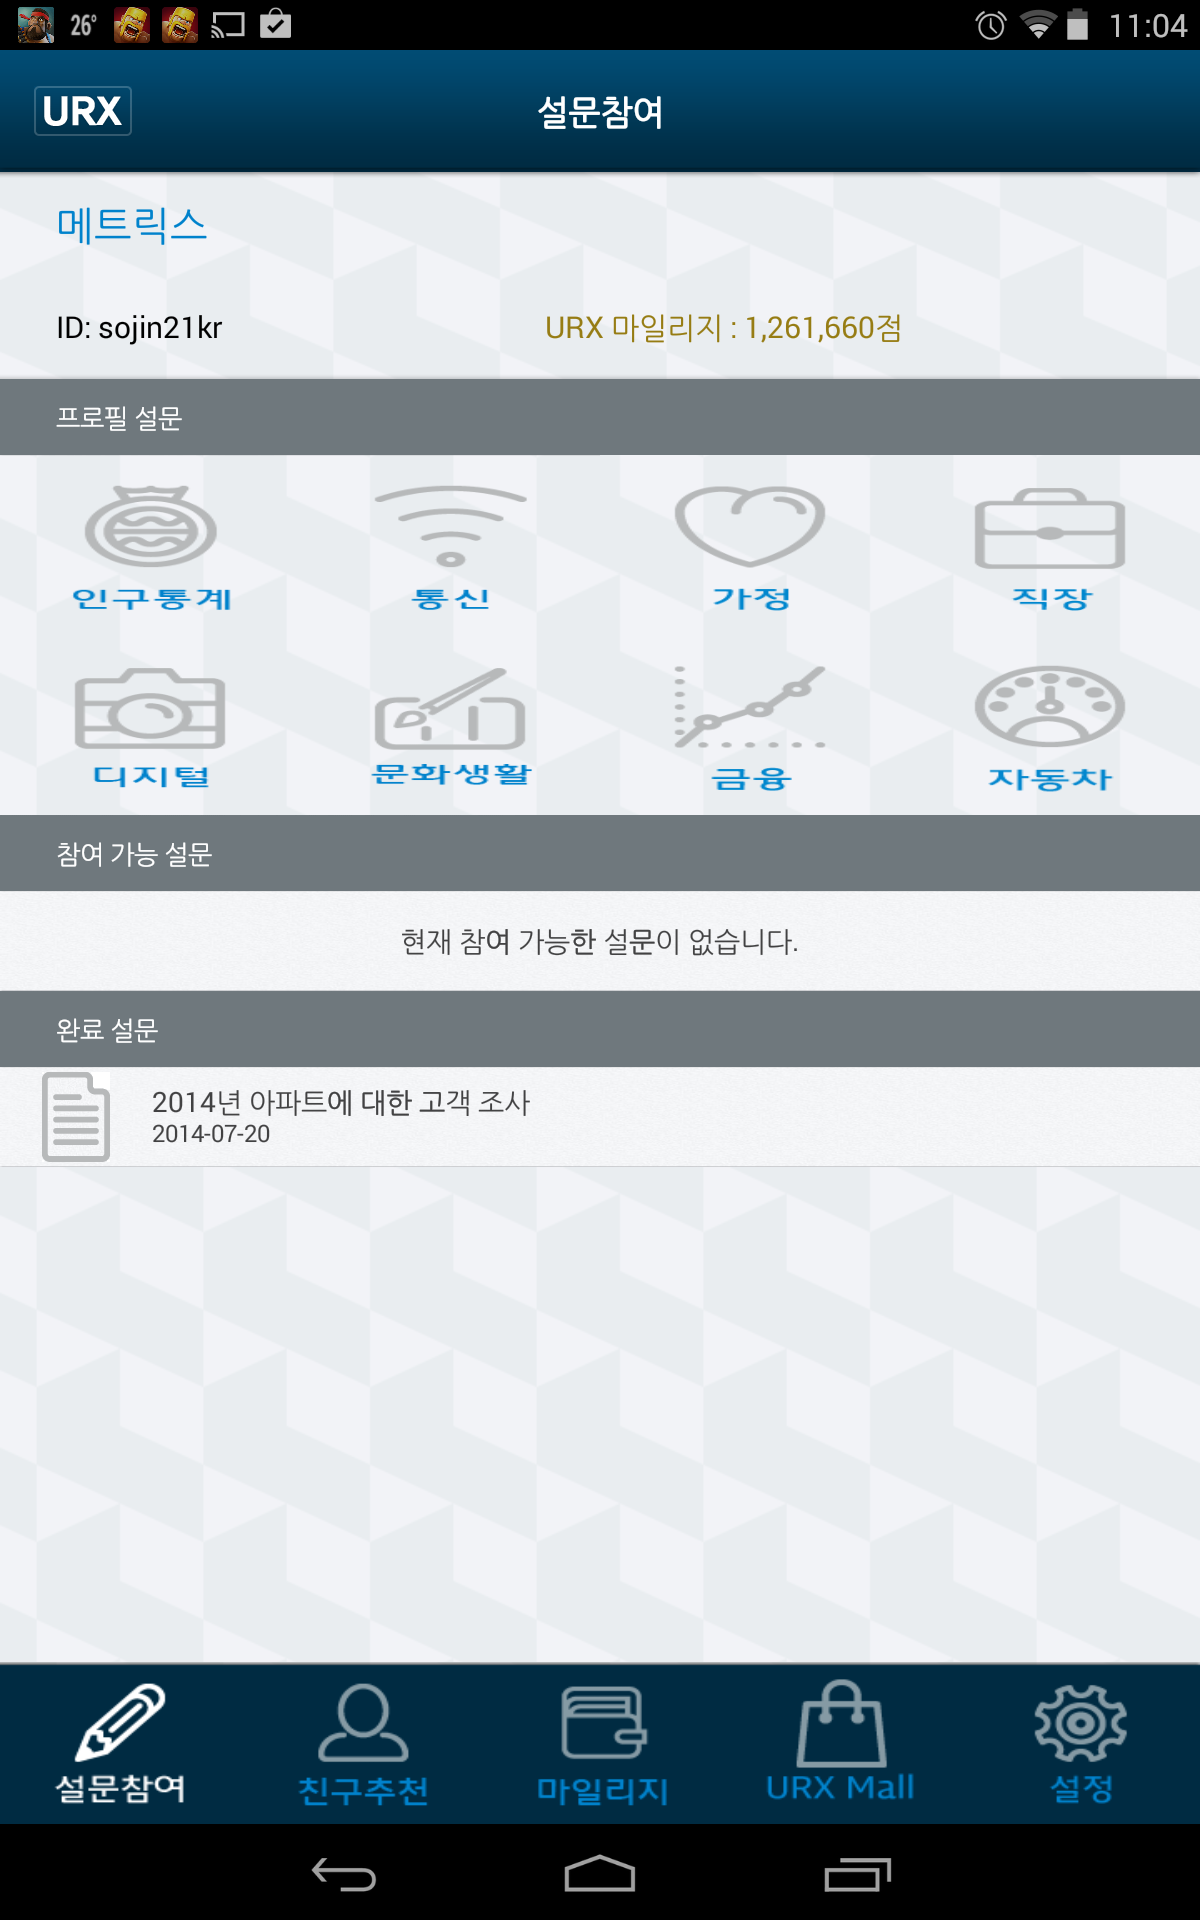 26° 11:04
URX 설문참여
메트릭스
ID: sojin21kr URX 마일리지 : 1,261,660점
프로필 설문
인구통계 통신 가정 직장
디지털 문화생활 금융 자동차
참여 가능 설문
현재 참여 가능한 설문이 없습니다.
완료 설문
2014년 아파트에 대한 고객 조사
2014-07-20
설문참여 친구추천 마일리지 URX Mall 설정